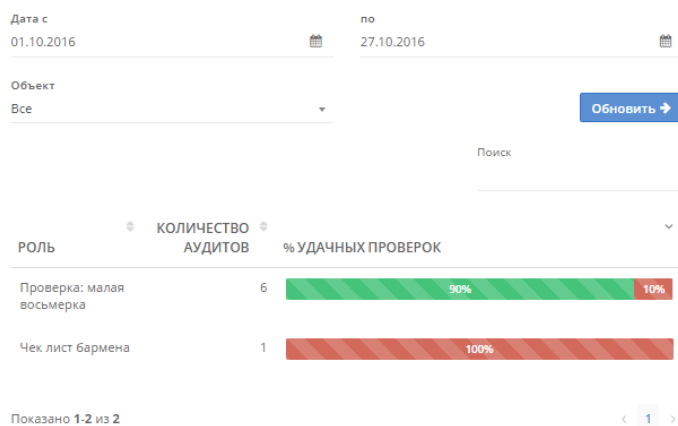 Дата с
по
01.10.2016
27.10.2016
Объект
Все
Обновить
Поиск
РОЛЬ
КОЛИЧЕСТВО
АУДИТОВ
% УДАЧНЫХ ПРОВЕРОК
Проверка: малая
восьмерка
6
90%
10%
Чек лист бармена
1
100%
Показано 1-2 из 2
1